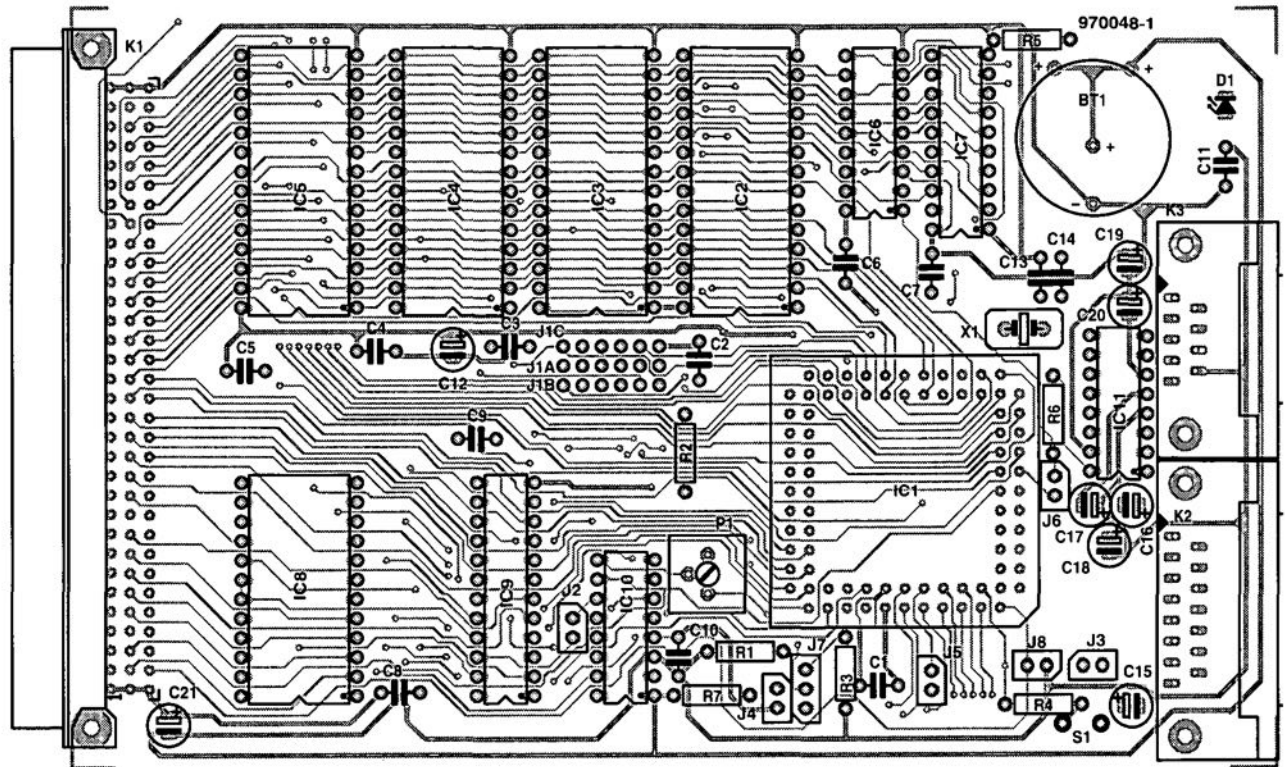 970048-1
K1
R5
D1
BT1
+
+
+
-
IC5
IC4
IC3
IC2
IC6
IC7
C11
K3
C19
C14
C13
C6
C7
C20
X1
C4
C3
J1C
C5
C12
J1A
J1B
C2
C9
R2
R6
IC11
IC1
J6
C17
C16
C18
K2
P1
IC8
IC9
J2
IC10
C10
R1
J7
R3
C1
J5
J8
J3
C15
C21
C8
R7
J4
R4
S1